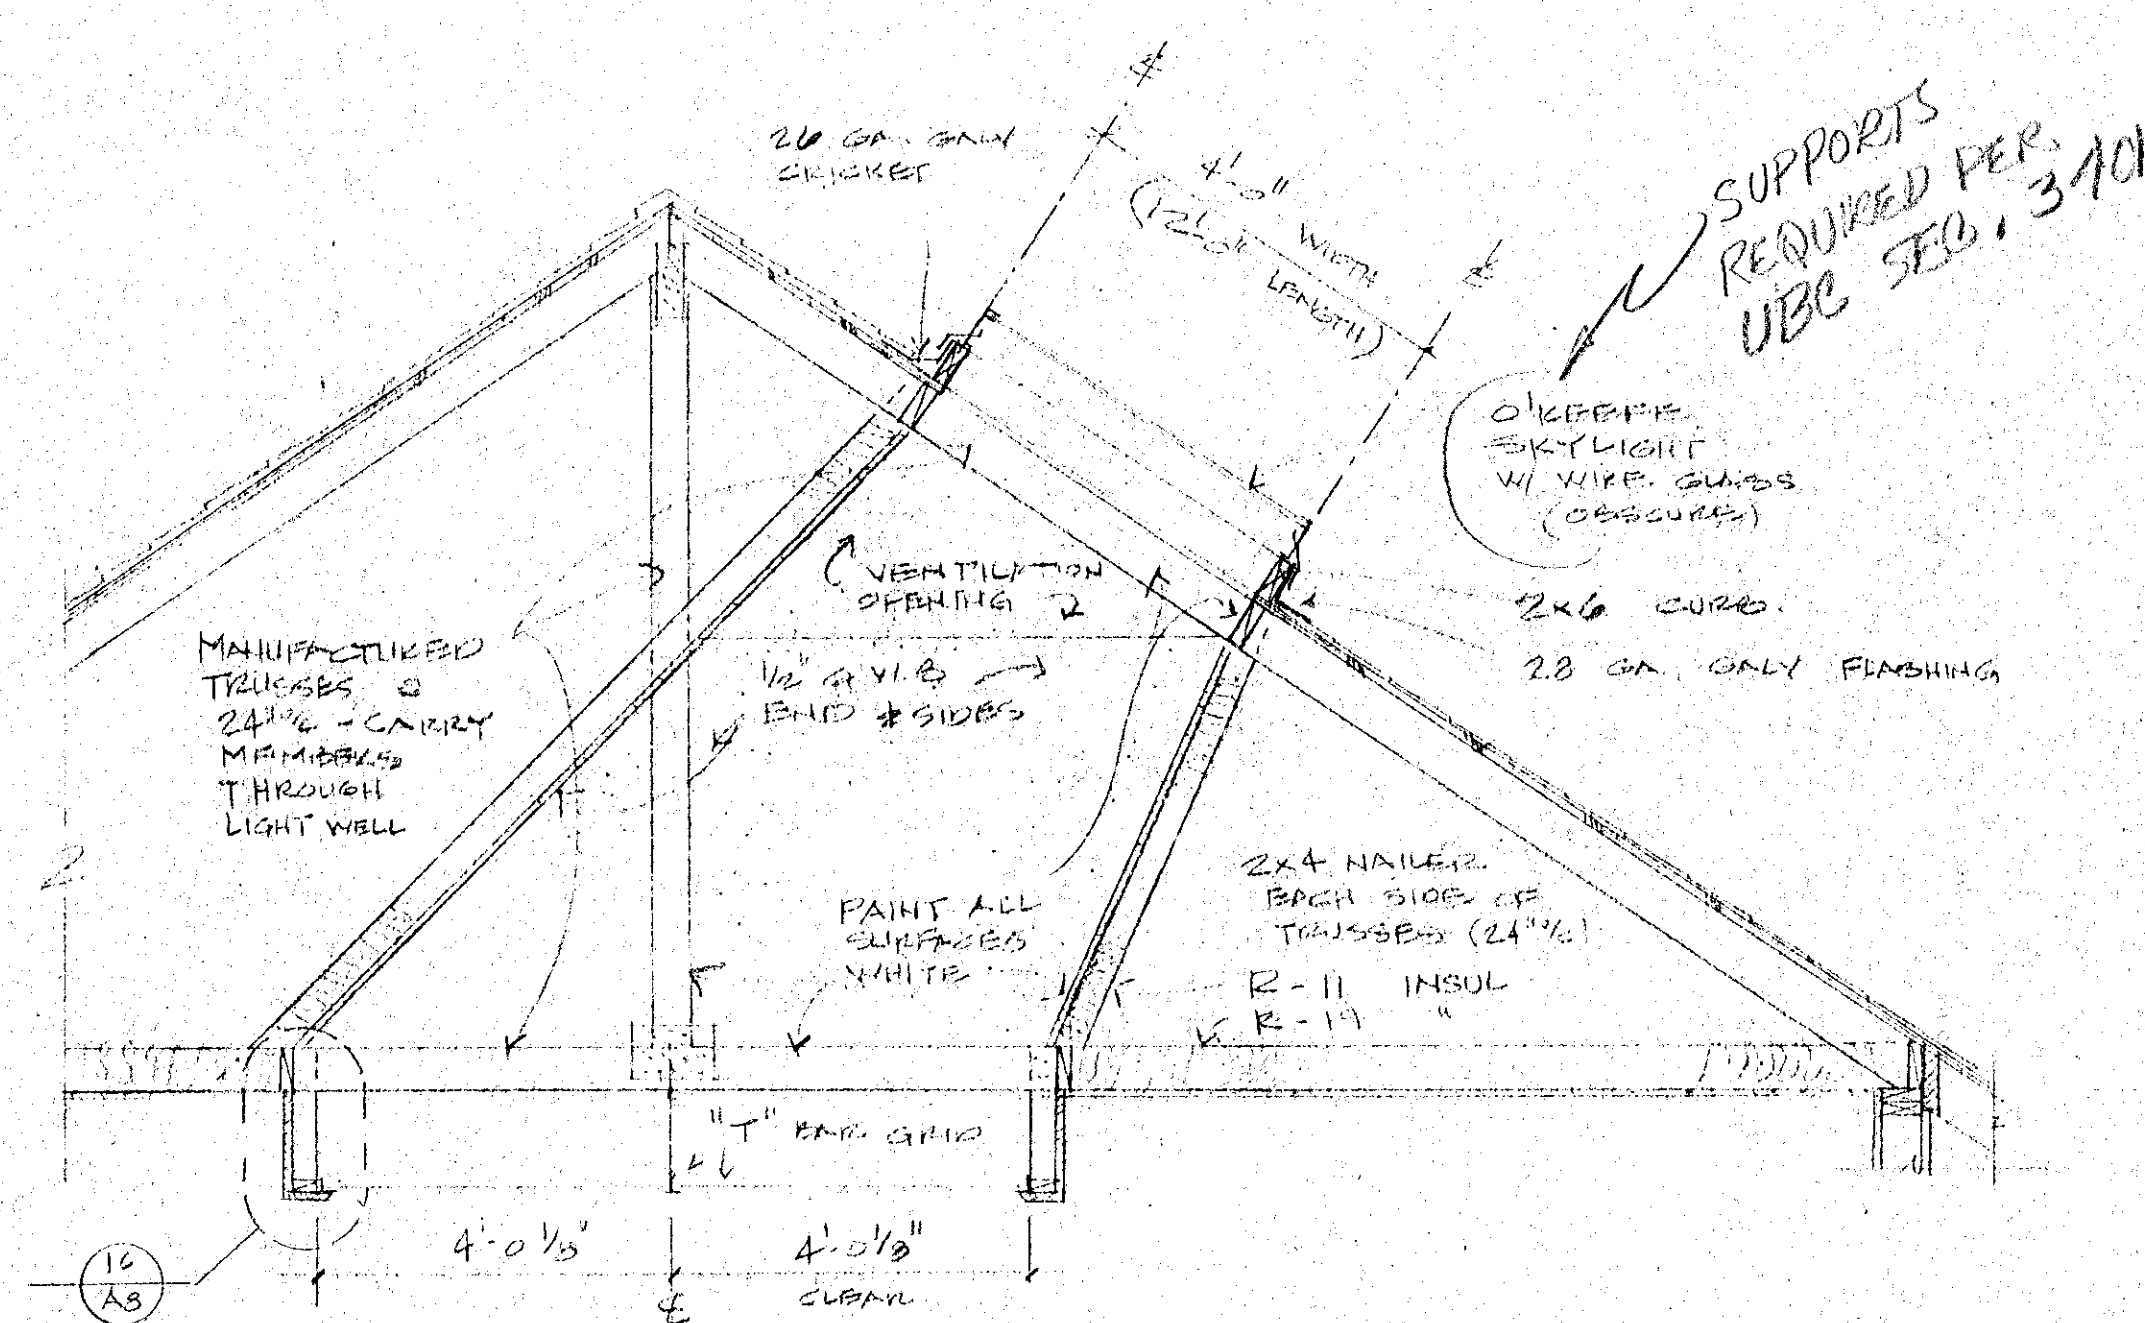 26 GA. GALV
CRICKET
4'-0" WIDTH
(12'-0" LENGTH)
SUPPORTS
REQUIRED PER.
UBC SEC.
O'KEEFFE
SKYLIGHT
W/ WIRE GLASS
(OBSCURE)
VENTILATION
OPENING
2x6 CURB.
28 GA. GALV FLASHING
MANUFACTURED
TRUSSES @
24" o/c - CARRY
MEMBERS
THROUGH
LIGHT WELL
1/2" GYP. B
END & SIDES
2
PAINT ALL
SURFACES
WHITE
2x4 NAILER
EACH SIDE OF
TRUSSES (24" o/c)
R-11 INSUL
R-19 "
"T" BAR GRID
4'-0 1/8"
4'-0 1/8"
CLEAR
16
A8